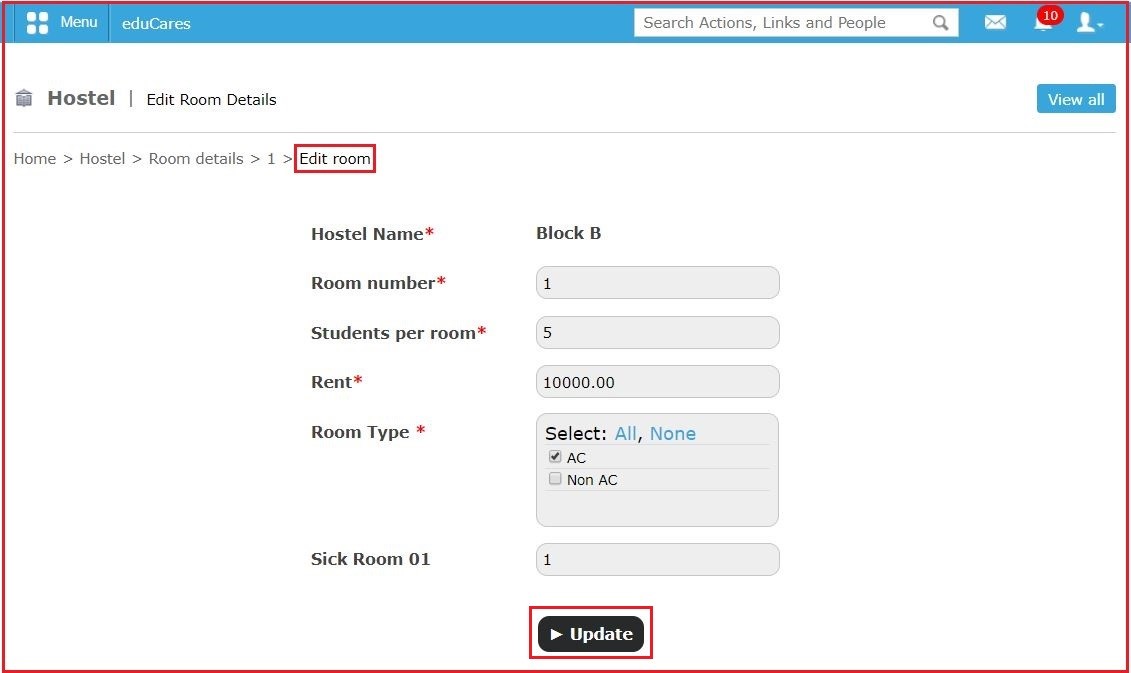 Menu eduCares Search Actions, Links and People 10
Hostel | Edit Room Details View all
Home > Hostel > Room details > 1 > Edit room
Hostel Name* Block B
Room number* 1
Students per room* 5
Rent* 10000.00
Room Type * Select: All, None
AC
Non AC
Sick Room 01 1
► Update